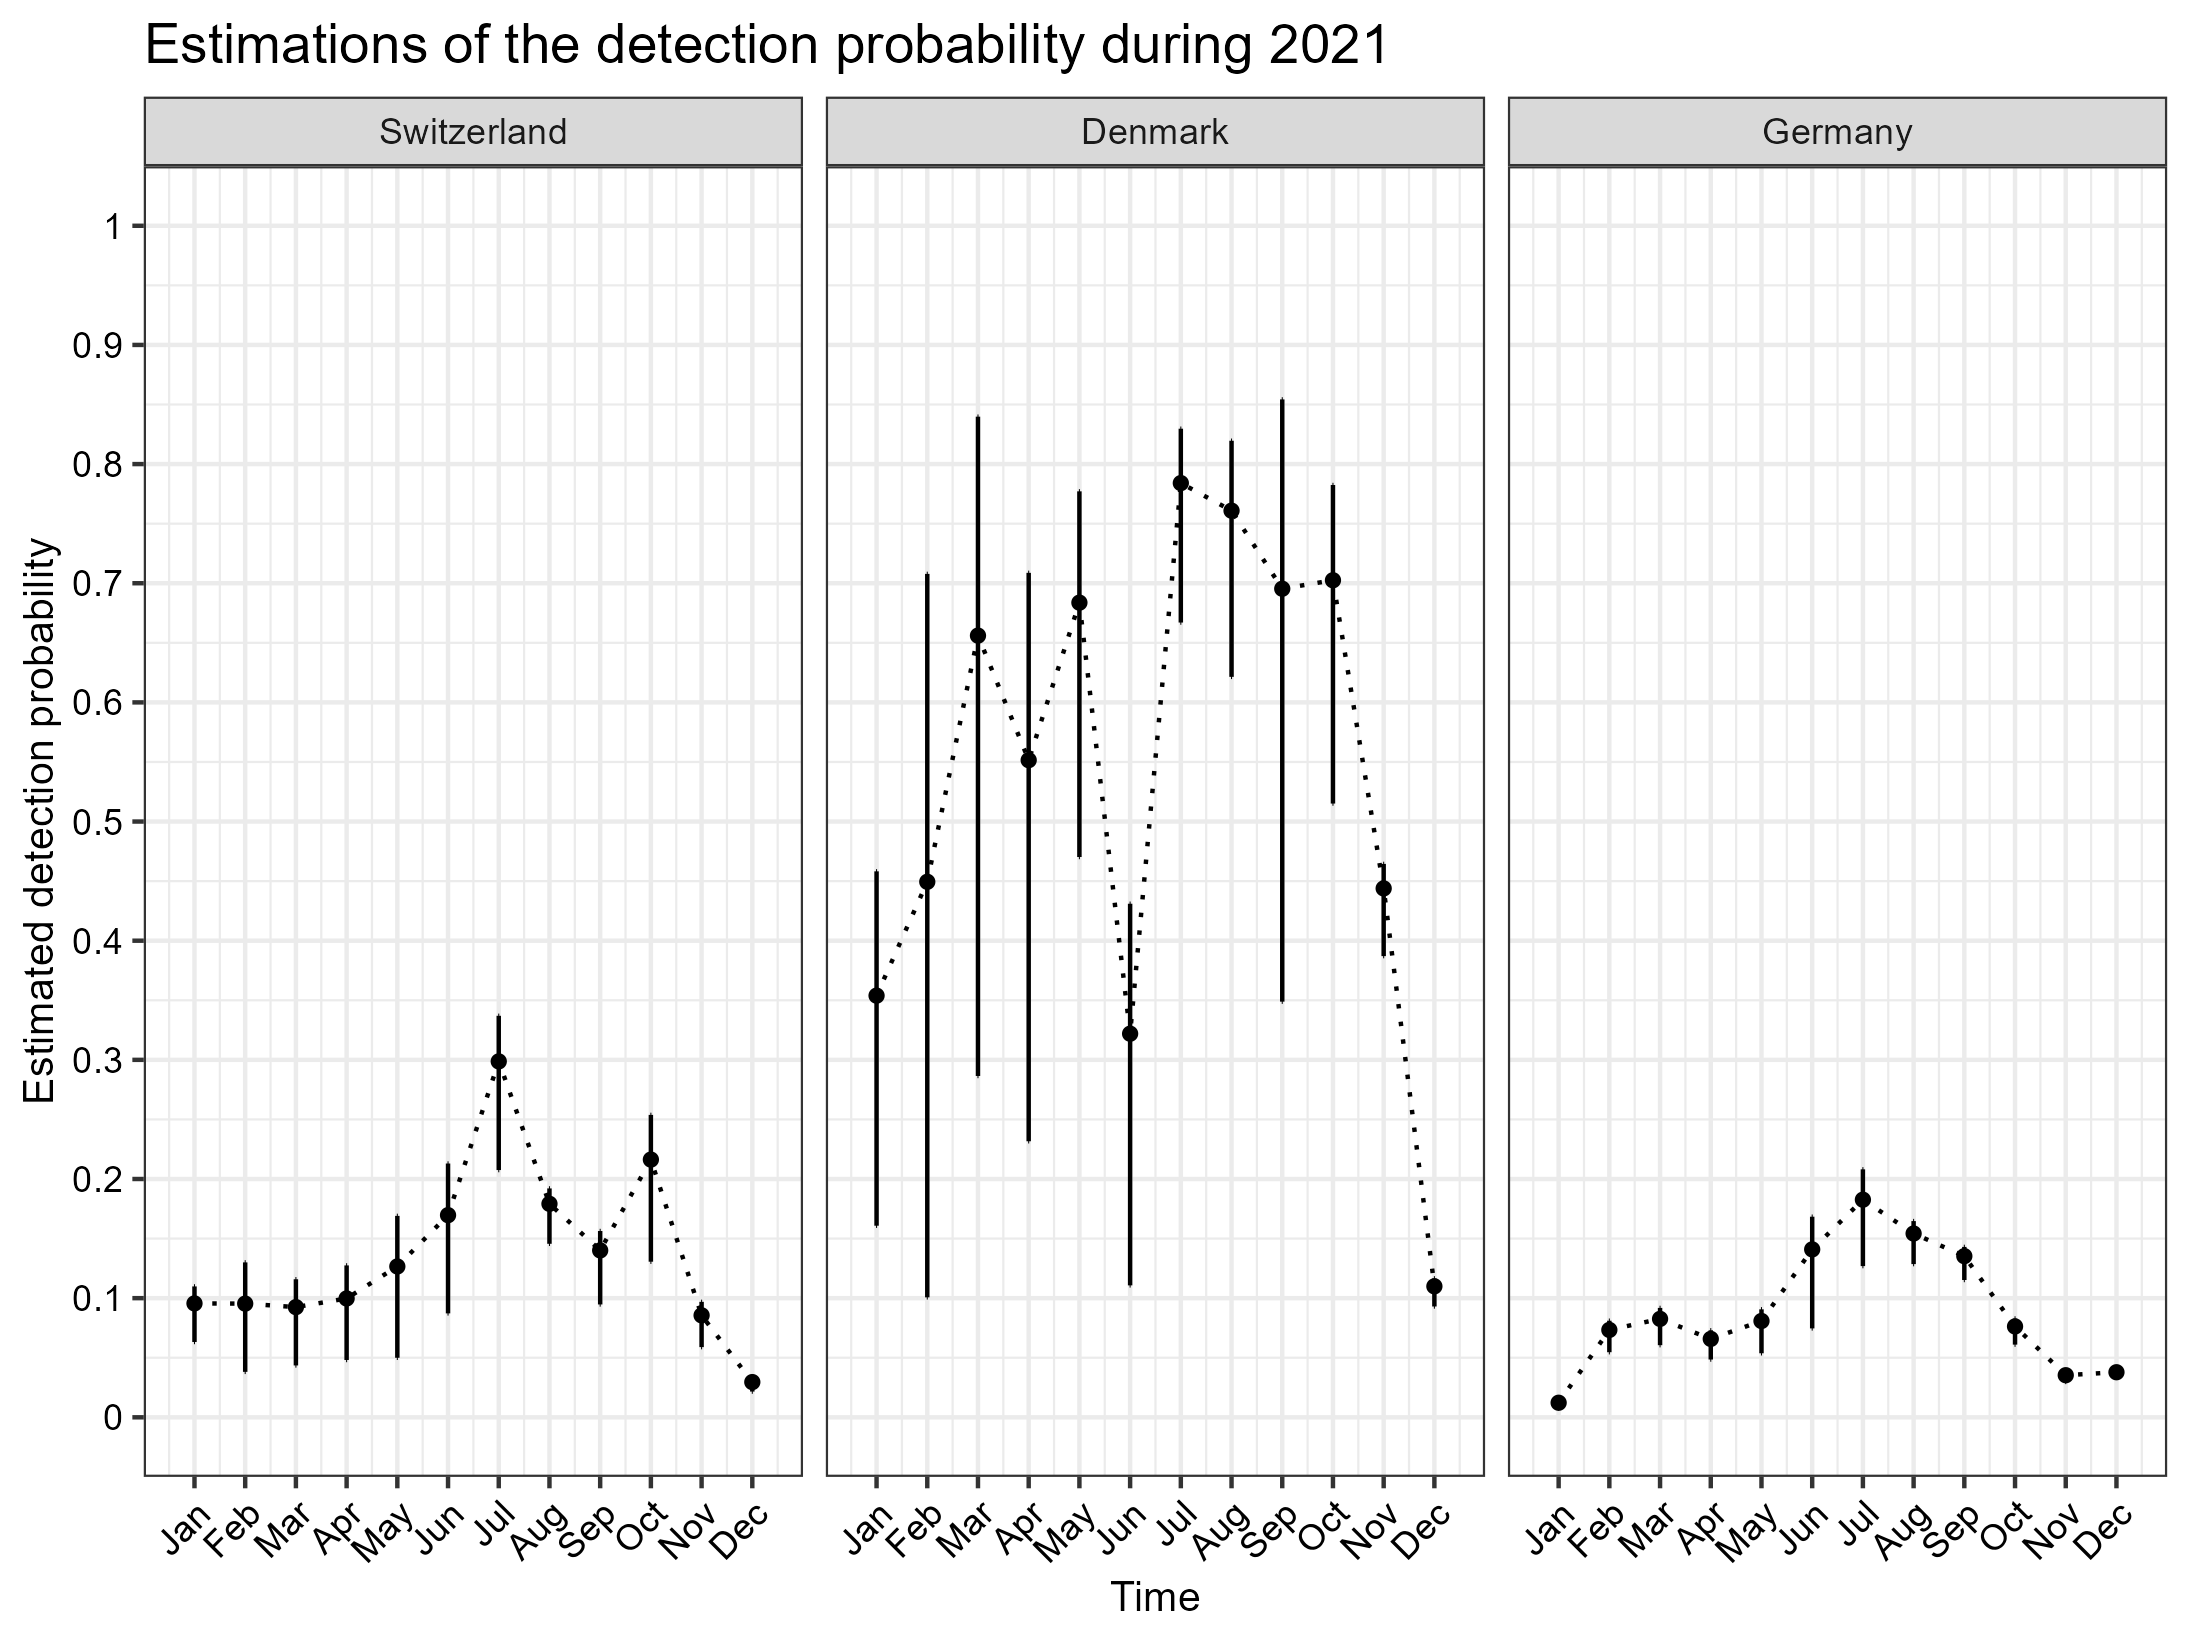 Estimations of the detection probability during 2021
Switzerland
Denmark
Germany
Estimated detection probability
1
0.9
0.8
0.7
0.6
0.5
0.4
0.3
0.2
0.1
0
Jan Feb Mar Apr May Jun Jul Aug Sep Oct Nov Dec
Jan Feb Mar Apr May Jun Jul Aug Sep Oct Nov Dec
Jan Feb Mar Apr May Jun Jul Aug Sep Oct Nov Dec
Time